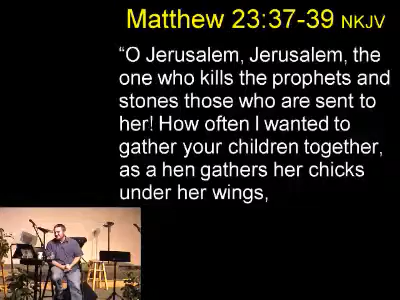 Matthew 23:37-39 NKJV
“O Jerusalem, Jerusalem, the
one who kills the prophets and
stones those who are sent to
her! How often I wanted to
gather your children together,
as a hen gathers her chicks
under her wings,